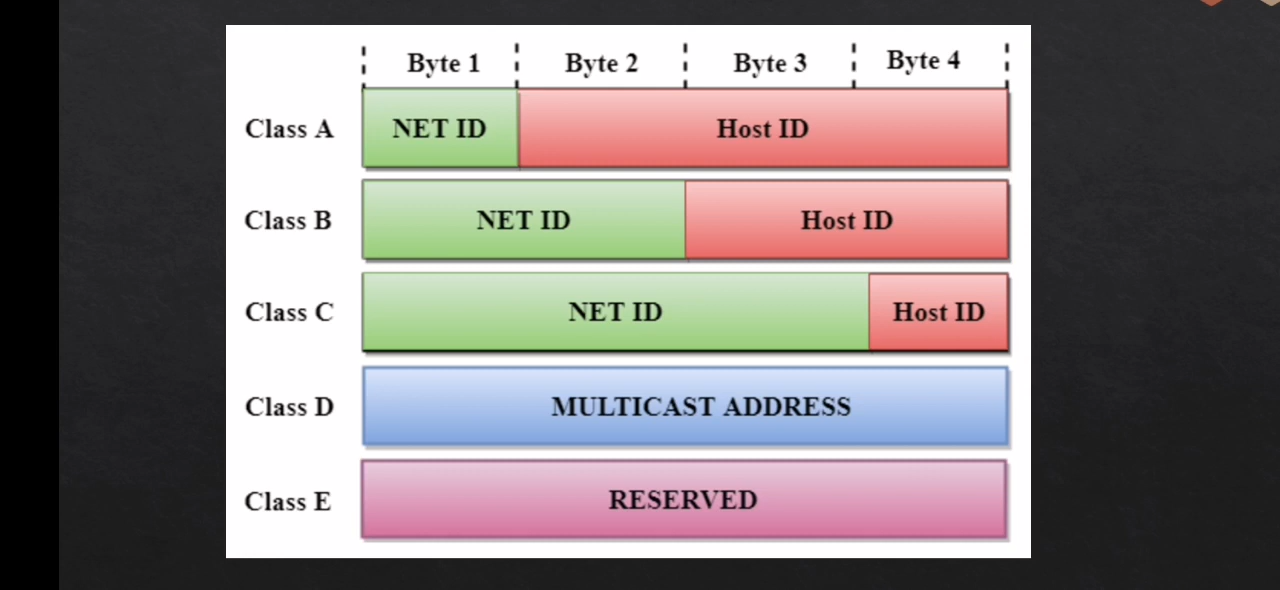 Byte 1 Byte 2 Byte 3 Byte 4
Class A NET ID Host ID
Class B NET ID Host ID
Class C NET ID Host ID
Class D MULTICAST ADDRESS
Class E RESERVED